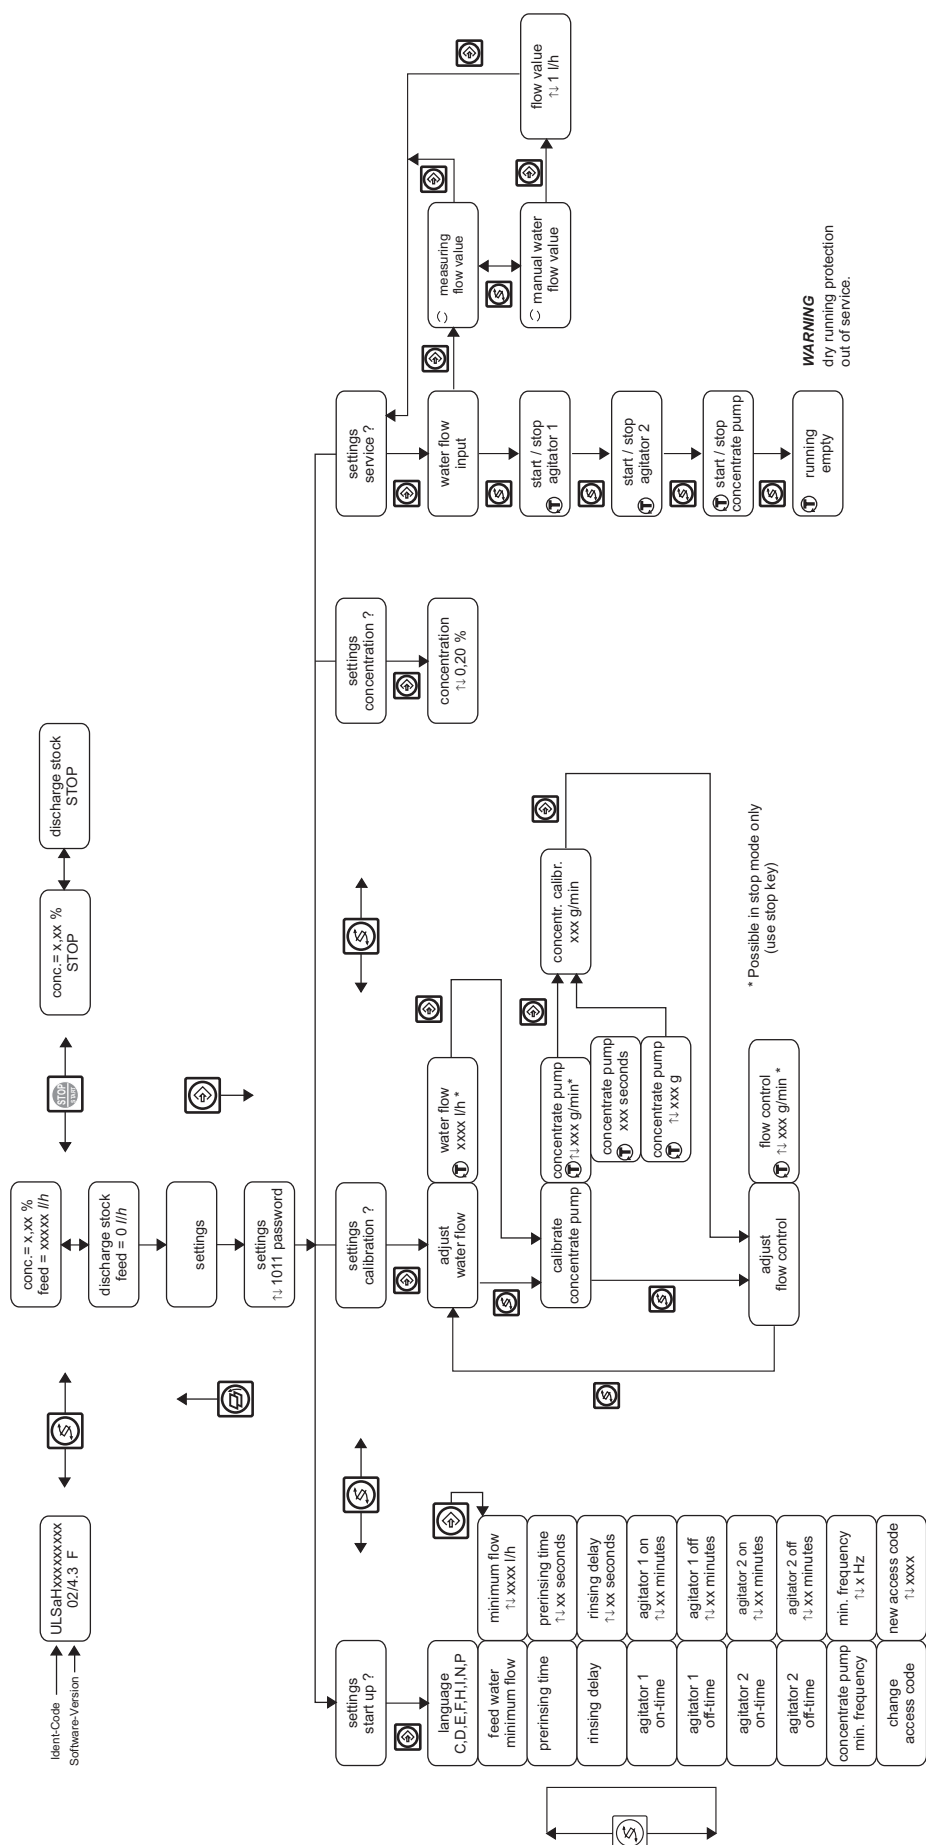 Ident-Code
Software-Version
ULSaHxxxxxxxx
02/4.3 F
conc.= x,xx %
feed = xxxxx l/h
discharge stock
feed = 0 l/h
settings
settings
↑↓ 1011 password
STOP
START
conc.= x,xx %
STOP
discharge stock
STOP
settings
start up ?
language
C,D,E,F,H,I,N,P
feed water
minimum flow
minimum flow
↑↓ xxxx l/h
prerinsing time
prerinsing time
↑↓ xx seconds
rinsing delay
rinsing delay
↑↓ xx seconds
agitator 1
on-time
agitator 1 on
↑↓ xx minutes
agitator 1
off-time
agitator 1 off
↑↓ xx minutes
agitator 2
on-time
agitator 2 on
↑↓ xx minutes
agitator 2
off-time
agitator 2 off
↑↓ xx minutes
concentrate pump
min. frequency
min. frequency
↑↓ x Hz
change
access code
new access code
↑↓ xxxx
settings
calibration ?
adjust
water flow
water flow
T xxxx l/h *
calibrate
concentrate pump
concentrate pump
T ↑↓ xxx g/min*
concentrate pump
T xxx seconds
concentrate pump
T ↑↓ xxx g
concentr. calibr.
xxx g/min
adjust
flow control
flow control
T ↑↓ xxx g/min *
* Possible in stop mode only
(use stop key)
settings
concentration ?
concentration
↑↓ 0,20 %
settings
service ?
water flow
input
( ) measuring
flow value
( ) manual water
flow value
flow value
↑↓ 1 l/h
start / stop
T agitator 1
start / stop
T agitator 2
T start / stop
concentrate pump
T running
empty
WARNING
dry running protection
out of service.